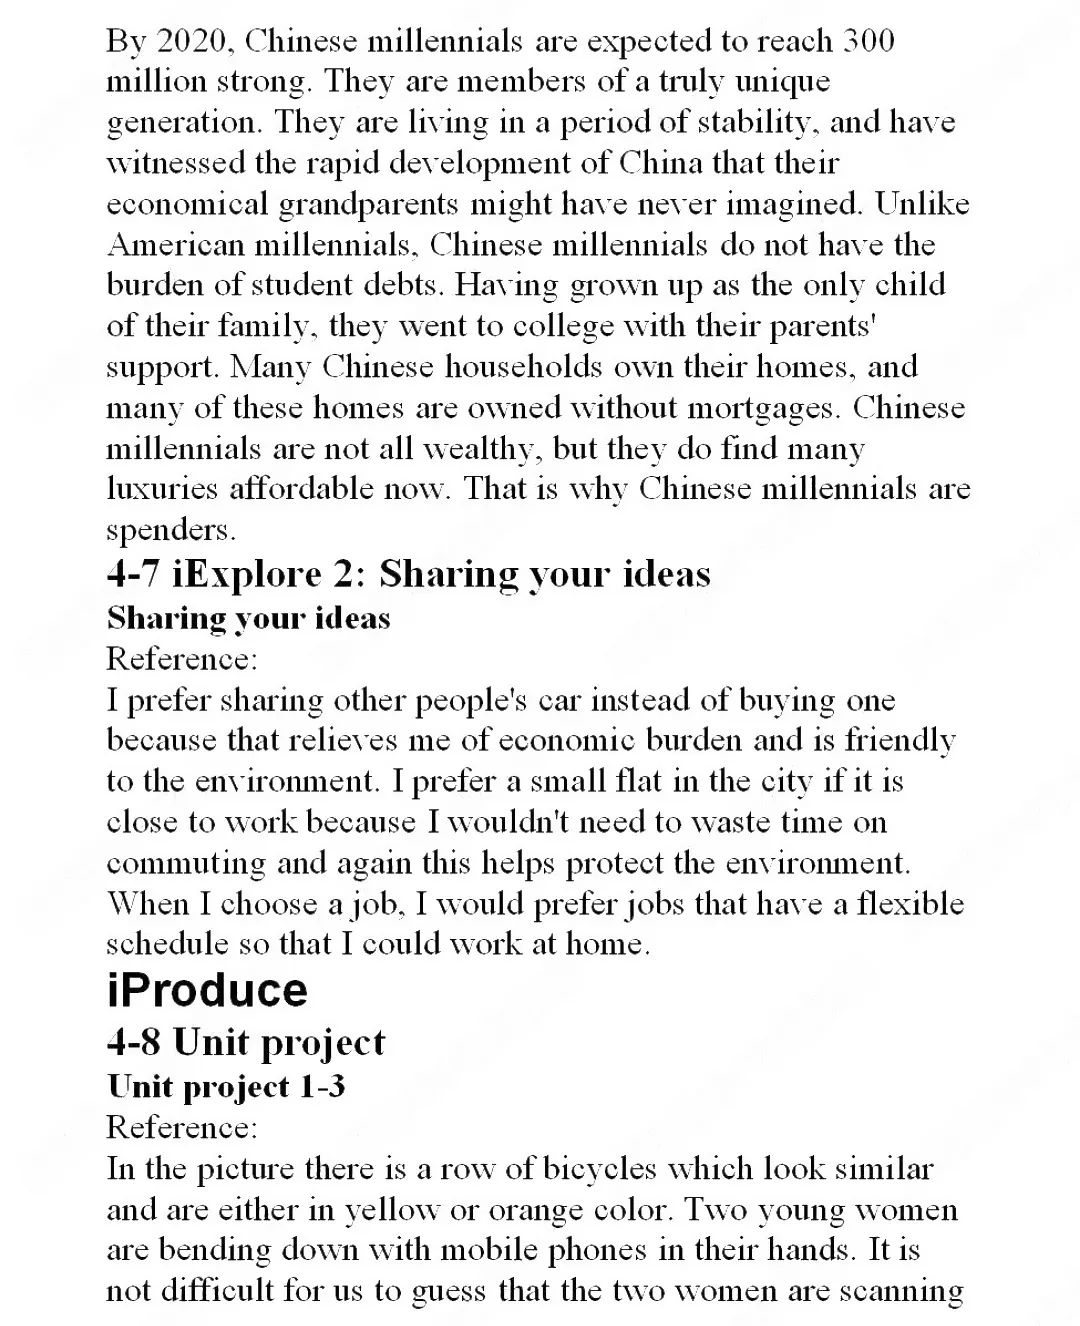 By 2020, Chinese millennials are expected to reach 300
million strong. They are members of a truly unique
generation. They are living in a period of stability, and have
witnessed the rapid development of China that their
economical grandparents might have never imagined. Unlike
American millennials, Chinese millennials do not have the
burden of student debts. Having grown up as the only child
of their family, they went to college with their parents'
support. Many Chinese households own their homes, and
many of these homes are owned without mortgages. Chinese
millennials are not all wealthy, but they do find many
luxuries affordable now. That is why Chinese millennials are
spenders.
4-7 iExplore 2: Sharing your ideas
Sharing your ideas
Reference:
I prefer sharing other people's car instead of buying one
because that relieves me of economic burden and is friendly
to the environment. I prefer a small flat in the city if it is
close to work because I wouldn't need to waste time on
commuting and again this helps protect the environment.
When I choose a job, I would prefer jobs that have a flexible
schedule so that I could work at home.
iProduce
4-8 Unit project
Unit project 1-3
Reference:
In the picture there is a row of bicycles which look similar
and are either in yellow or orange color. Two young women
are bending down with mobile phones in their hands. It is
not difficult for us to guess that the two women are scanning